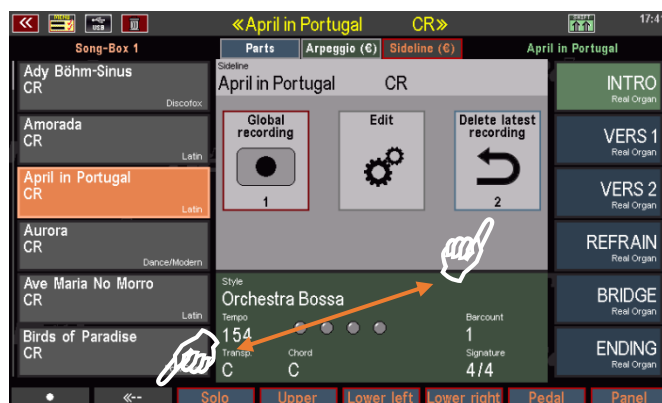 MENU
USB
«April in Portugal CR»
SHIFT
17:4
Song-Box 1
Parts
Arpeggio (€)
Sideline (€)
April in Portugal
Ady Böhm-Sinus
CR
Discofox
Amorada
CR
Latin
April in Portugal
CR
Latin
Aurora
CR
Dance/Modern
Ave Maria No Morro
CR
Latin
Birds of Paradise
CR
Sideline
April in Portugal CR
Global
recording
1
Edit
Delete latest
recording
2
Style
Orchestra Bossa
Tempo
154
Barcount
1
Transp.
C
Chord
C
Signature
4/4
INTRO
Real Organ
VERS 1
Real Organ
VERS 2
Real Organ
REFRAIN
Real Organ
BRIDGE
Real Organ
ENDING
Real Organ
«--
Solo
Upper
Lower left
Lower right
Pedal
Panel